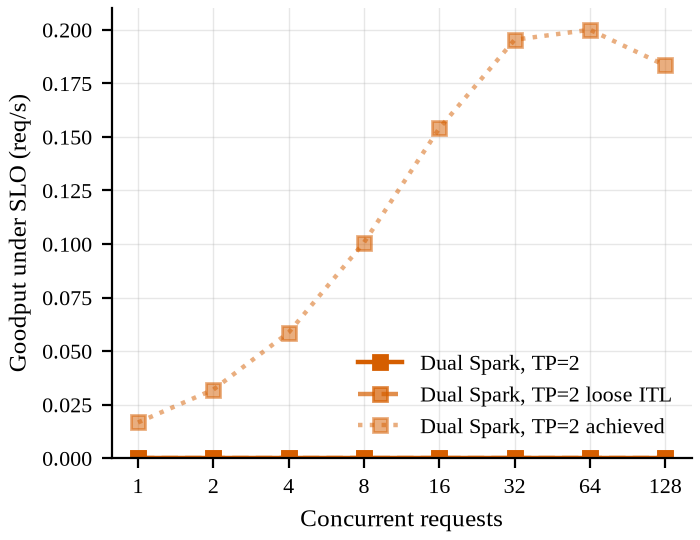 Goodput under SLO (req/s)
0.200
0.175
0.150
0.125
0.100
0.075
0.050
0.025
0.000
Dual Spark, TP=2
Dual Spark, TP=2 loose ITL
Dual Spark, TP=2 achieved
1 2 4 8 16 32 64 128
Concurrent requests